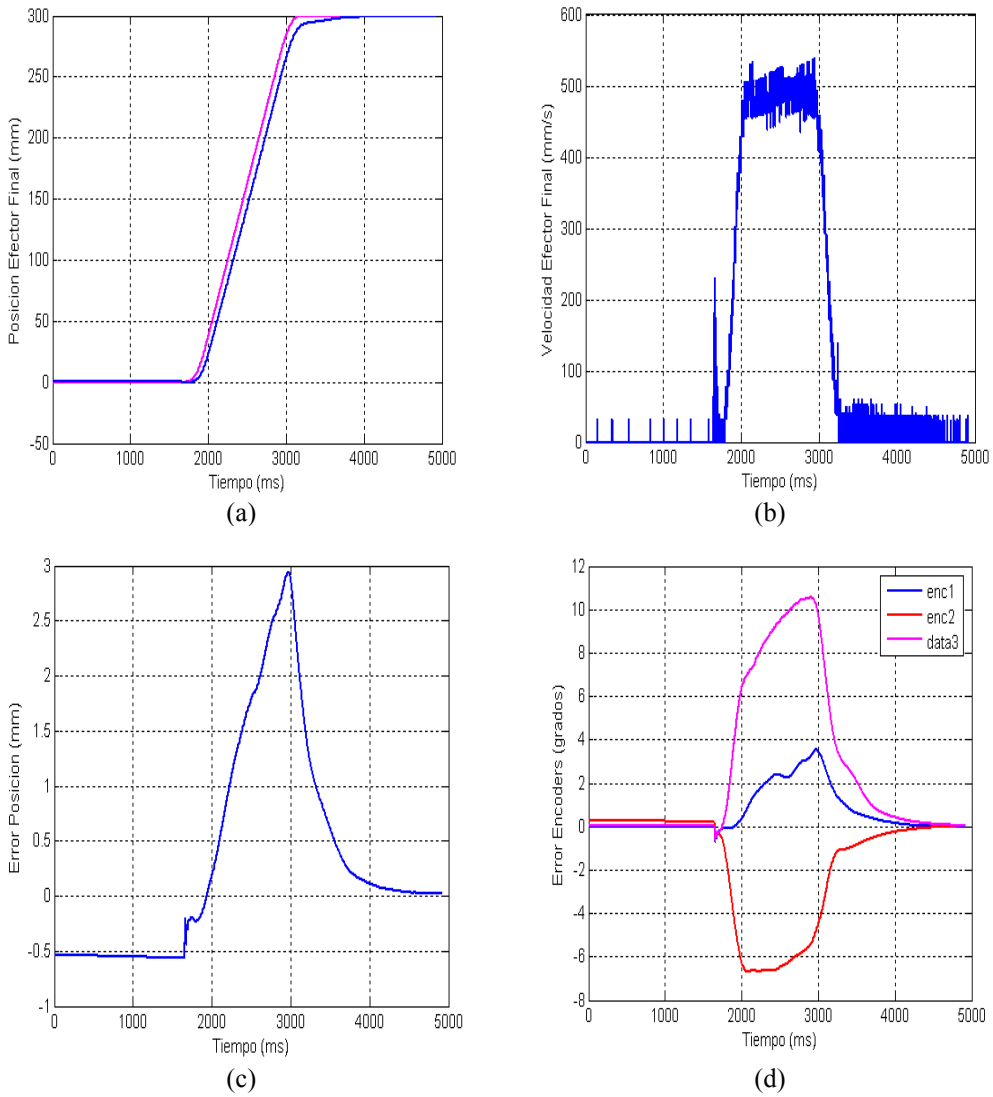 300
250
200
150
100
50
0
-50
Posicion Efector Final (mm)
0 1000 2000 3000 4000 5000
Tiempo (ms)
(a)
600
500
400
300
200
100
0
Velocidad Efector Final (mm/s)
0 1000 2000 3000 4000 5000
Tiempo (ms)
(b)
3
2.5
2
1.5
1
0.5
0
-0.5
-1
Error Posicion (mm)
0 1000 2000 3000 4000 5000
Tiempo (ms)
(c)
12
10
8
6
4
2
0
-2
-4
-6
-8
Error Encoders (grados)
enc1
enc2
data3
0 1000 2000 3000 4000 5000
Tiempo (ms)
(d)